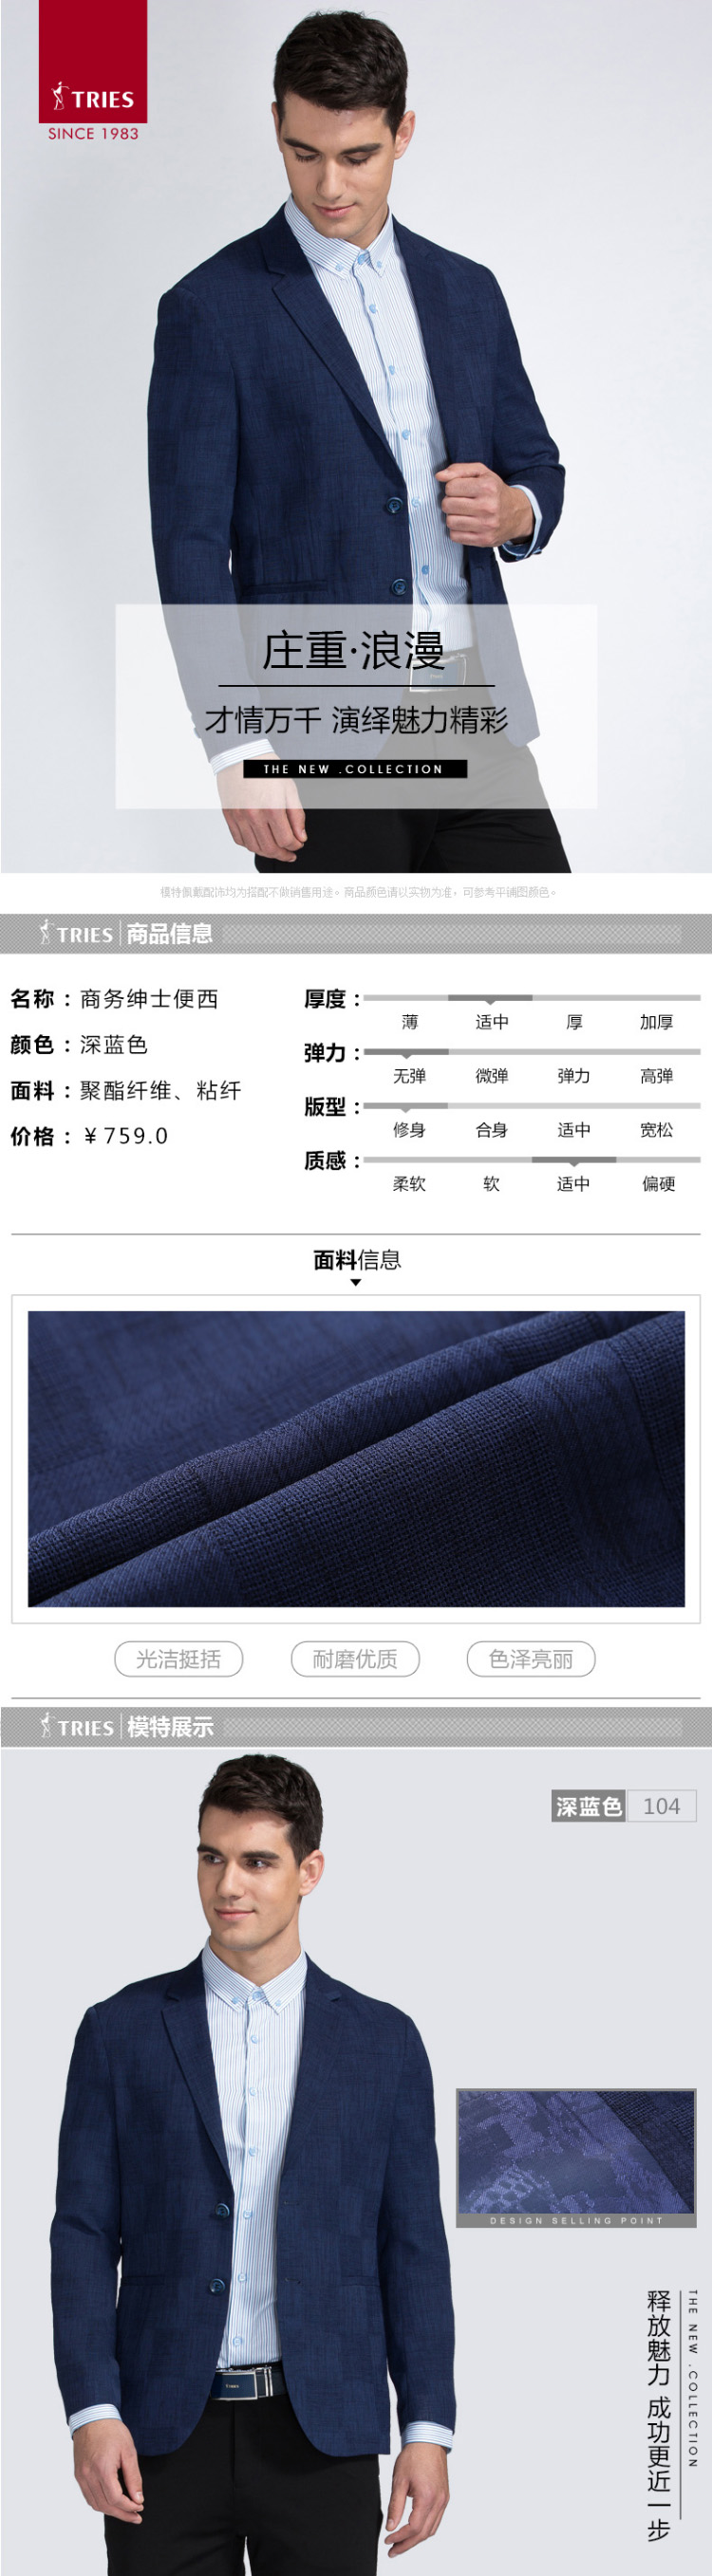 TRIES
SINCE 1983
庄重·浪漫
才情万千 演绎魅力精彩
THE NEW .COLLECTION
模特佩戴配饰均为搭配不做销售用途。商品颜色请以实物为准，可参考平铺图颜色。
TRIES 商品信息
名称：商务绅士便西
颜色：深蓝色
面料：聚酯纤维、粘纤
价格：￥759.0
厚度：
薄 适中 厚 加厚
弹力：
无弹 微弹 弹力 高弹
版型：
修身 合身 适中 宽松
质感：
柔软 软 适中 偏硬
面料信息
光洁挺括 耐磨优质 色泽亮丽
TRIES 模特展示
深蓝色 104
DESIGN SELLING POINT
THE NEW .COLLECTION
释放魅力 成功更近一步